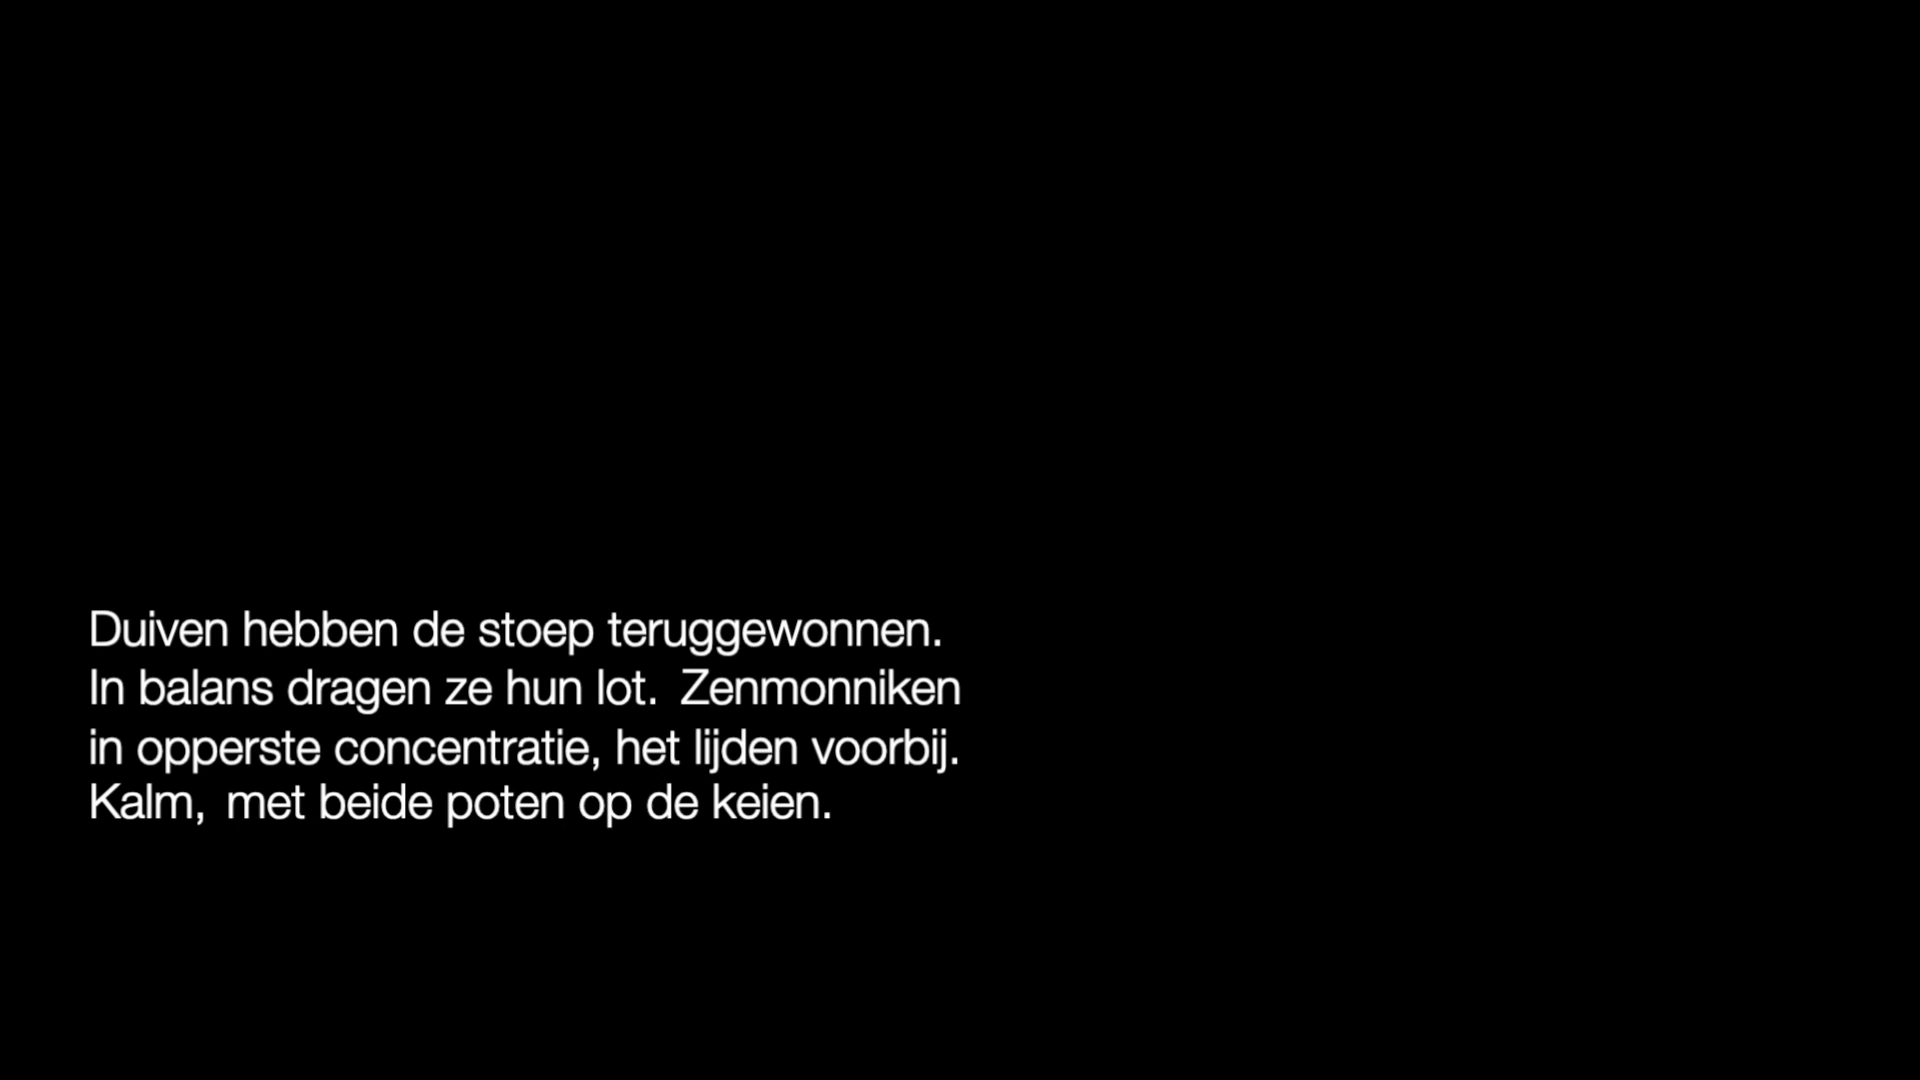 Duiven hebben de stoep teruggewonnen.
In balans dragen ze hun lot. Zenmonniken
in opperste concentratie, het lijden voorbij.
Kalm, met beide poten op de keien.